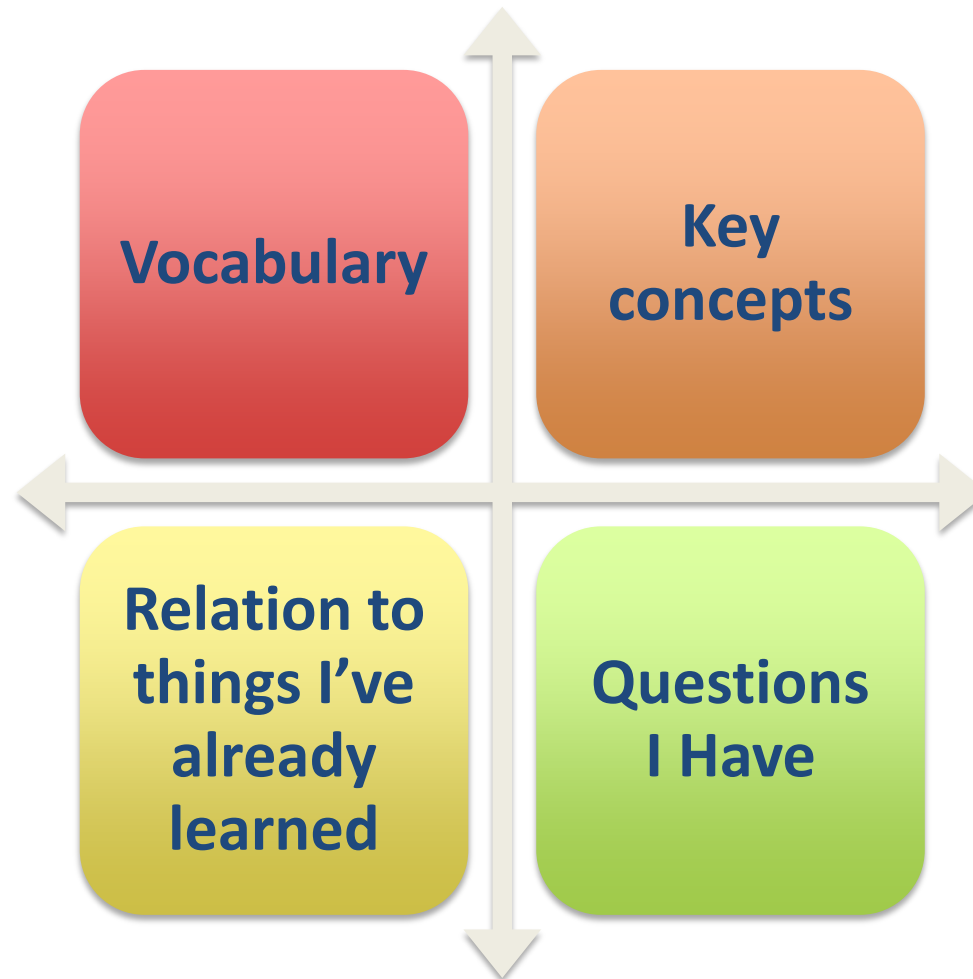 Vocabulary
Key
concepts
Relation to
things I’ve
already
learned
Questions
I Have